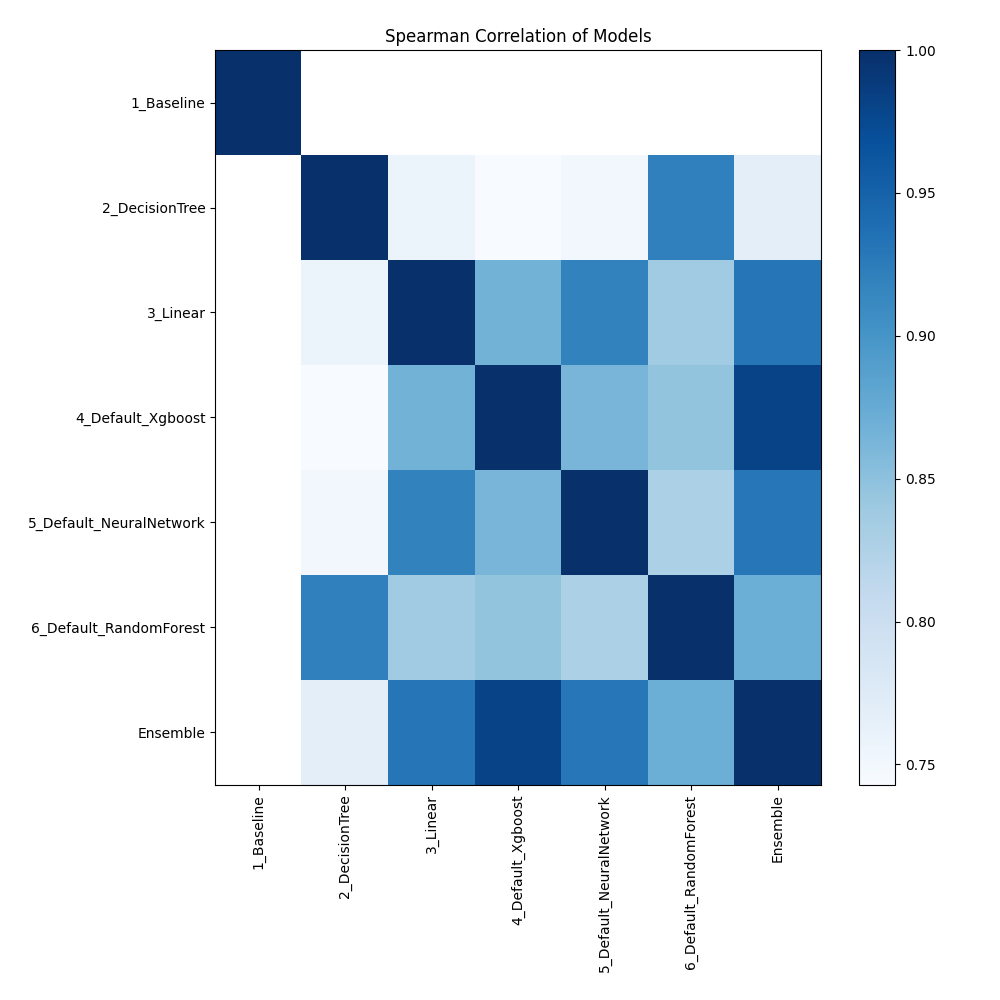 Spearman Correlation of Models
1_Baseline
2_DecisionTree
3_Linear
4_Default_Xgboost
5_Default_NeuralNetwork
6_Default_RandomForest
Ensemble
1_Baseline
2_DecisionTree
3_Linear
4_Default_Xgboost
5_Default_NeuralNetwork
6_Default_RandomForest
Ensemble
1.00
0.95
0.90
0.85
0.80
0.75